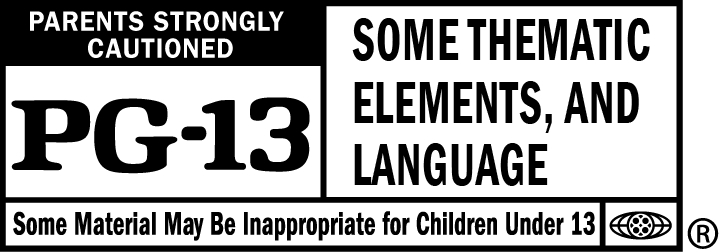 PARENTS STRONGLY
CAUTIONED
PG-13
SOME THEMATIC
ELEMENTS, AND
LANGUAGE
Some Material May Be Inappropriate for Children Under 13
®